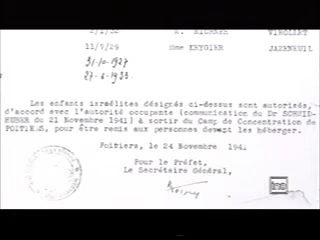 11/7/29 Mme KRYGIER JAZENEUIL
31-10-1927
27-6-1933
Les enfants israélites désignés ci-dessus sont autorisés,
d'accord avec l'autorité occupante (communication du Dr SCHMID-
HUBER du 21 Novembre 1941) à sortir du Camp de Concentration de
POITIERS, pour être remis aux personnes devant les héberger.
Poitiers, le 24 Novembre 194
Pour le Préfet,
Le Secrétaire Général,
ina